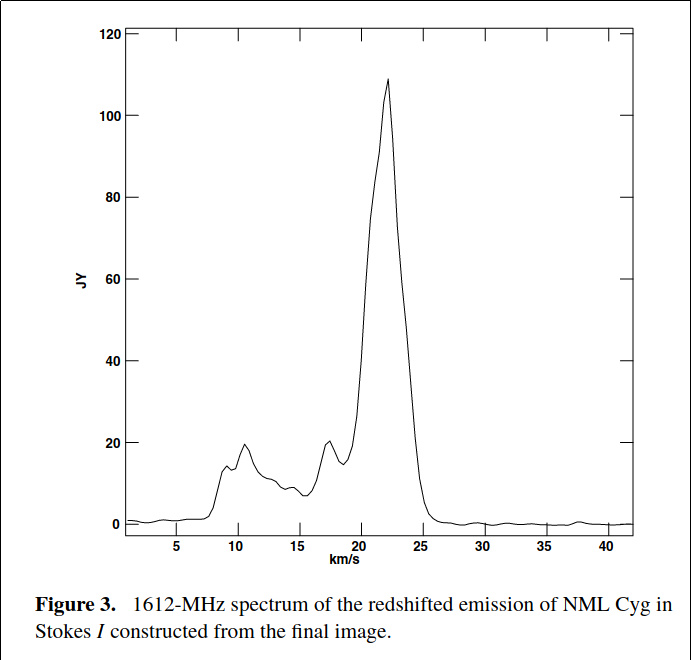 120
100
80
60
40
20
0
JY
5 10 15 20 25 30 35 40
km/s
Figure 3. 1612-MHz spectrum of the redshifted emission of NML Cyg in
Stokes I constructed from the final image.